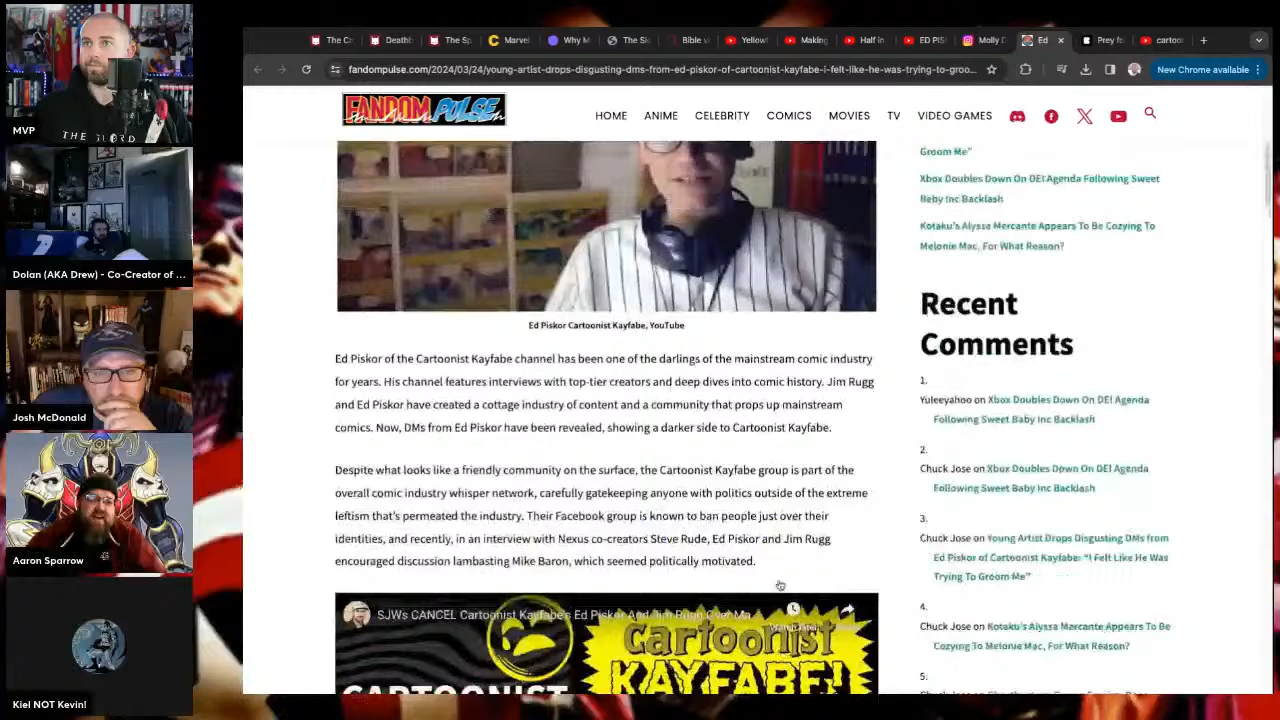 The Ch
Deathb
The Sp
Marvel
Why M
The Sk
Bible v
Yellow!
Making
Half in
ED PIS
Molly D
Ed
Prey fo
cartoor
fandompulse.com/2024/03/24/young-artist-drops-disgusting-dms-from-ed-piskor-of-cartoonist-kayfabe-i-felt-like-he-was-trying-to-groo...
New Chrome available
FANDOM PULSE
HOME ANIME CELEBRITY COMICS MOVIES TV VIDEO GAMES
MVP
THE
Dolan (AKA Drew) - Co-Creator of ...
Josh McDonald
Aaron Sparrow
Kiel NOT Kevin!
Ed Piskor Cartoonist Kayfabe, YouTube
Ed Piskor of the Cartoonist Kayfabe channel has been one of the darlings of the mainstream comic industry
for years. His channel features interviews with top-tier creators and deep dives into comic history. Jim Rugg
and Ed Piskor have created a cottage industry of content and a community that props up mainstream
comics. Now, DMs from Ed Piskor have been revealed, showing a darker side to Cartoonist Kayfabe.
Despite what looks like a friendly community on the surface, the Cartoonist Kayfabe group is part of the
overall comic industry whisper network, carefully gatekeeping anyone with politics outside of the extreme
leftism that's permeated the industry. Their Facebook group is known to ban people just over their
identities, and recently, in an interview with Nexus co-creators Steve Rude, Ed Piskor and Jim Rugg
encouraged discussion lambasting Mike Baron, which seemed politically motivated.
SJWs CANCEL Cartoonist Kayfabe's Ed Piskor And Jim Rugg Over Ma
Watch later
Cartoonist
KAYFABE!
CARTOONIST
Groom Me"
Xbox Doubles Down On DEI Agenda Following Sweet
Baby Inc Backlash
Kotaku's Alyssa Mercante Appears To Be Cozying To
Melonie Mac, For What Reason?
Recent
Comments
1.
Yuleeyahoo on Xbox Doubles Down On DEI Agenda
Following Sweet Baby Inc Backlash
2.
Chuck Jose on Xbox Doubles Down On DEI Agenda
Following Sweet Baby Inc Backlash
3.
Chuck Jose on Young Artist Drops Disgusting DMs from
Ed Piskor of Cartoonist Kayfabe: "I Felt Like He Was
Trying To Groom Me"
4.
Chuck Jose on Kotaku's Alyssa Mercante Appears To Be
Cozying To Melonie Mac, For What Reason?
5.